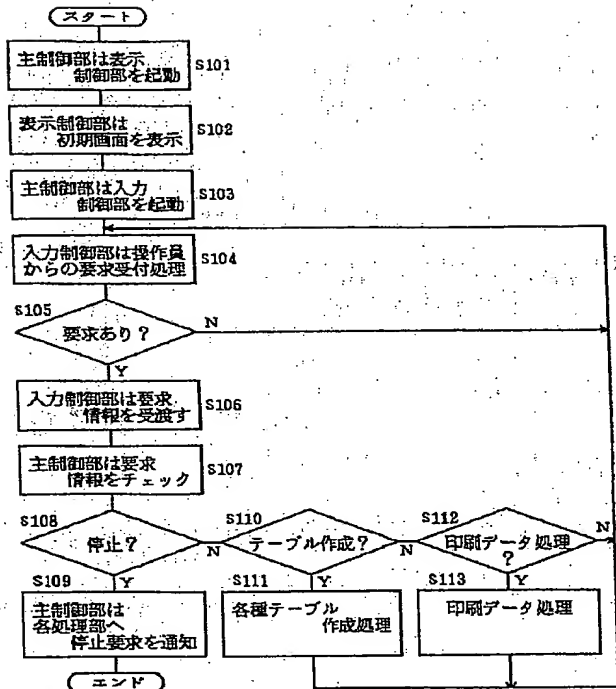 スタート
主制御部は表示
制御部を起動
S101
表示制御部は
初期画面を表示
S102
主制御部は入力
制御部を起動
S103
入力制御部は操作員
からの要求受付処理
S104
S105
要求あり?
N
Y
入力制御部は要求
情報を受渡す
S106
主制御部は要求
情報をチェック
S107
S108
停止?
N
Y
S110
テーブル作成?
N
Y
S112
印刷データ処理
?
N
Y
S109
主制御部は
各処理部へ
停止要求を通知
S111
各種テーブル
作成処理
S113
印刷データ処理
エンド